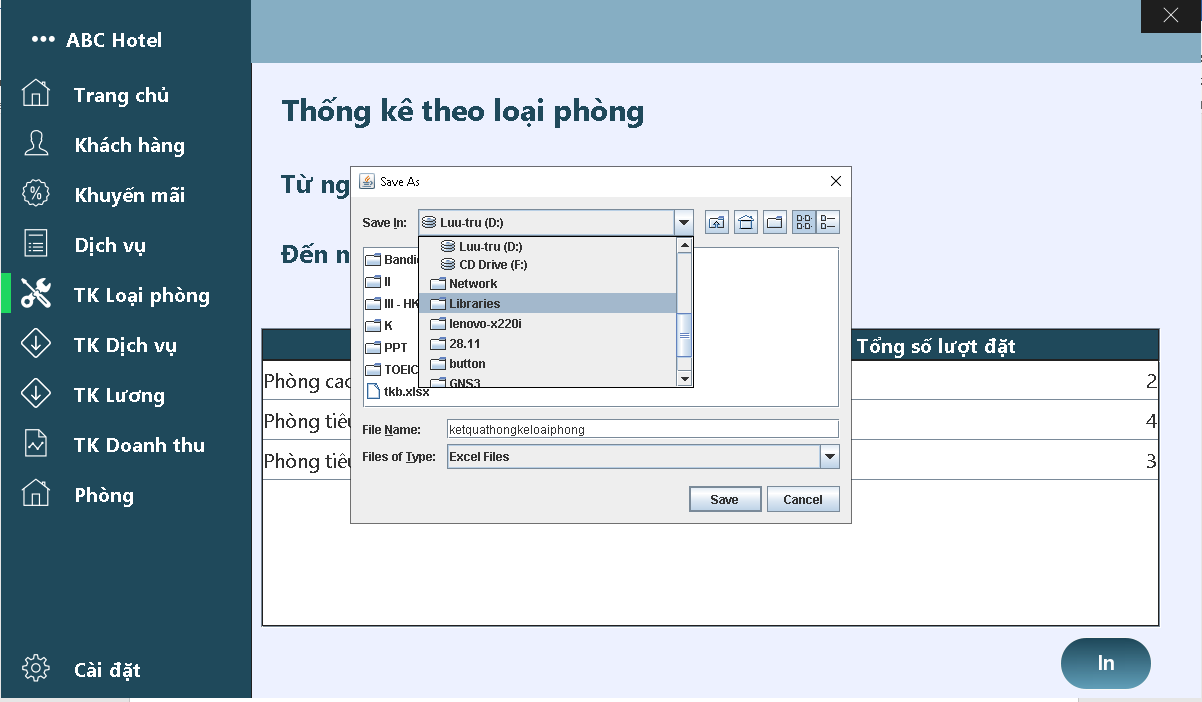 ABC Hotel
Trang chủ
Khách hàng
Khuyến mãi
Dịch vụ
TK Loại phòng
TK Dịch vụ
TK Lương
TK Doanh thu
Phòng
Cài đặt
Thống kê theo loại phòng
Từ ng
Đến n
Save As
Save In:
Luu-tru (D:)
Luu-tru (D:)
CD Drive (F:)
Network
Libraries
lenovo-x220i
28.11
button
GNS3
Bandi
II
III - HK
K
PPT
TOEIC
tkb.xlsx
File Name:
ketquathongkeloaiphong
Files of Type:
Excel Files
Save
Cancel
Tổng số lượt đặt
Phòng cao
2
Phòng tiêu
4
Phòng tiêu
3
In